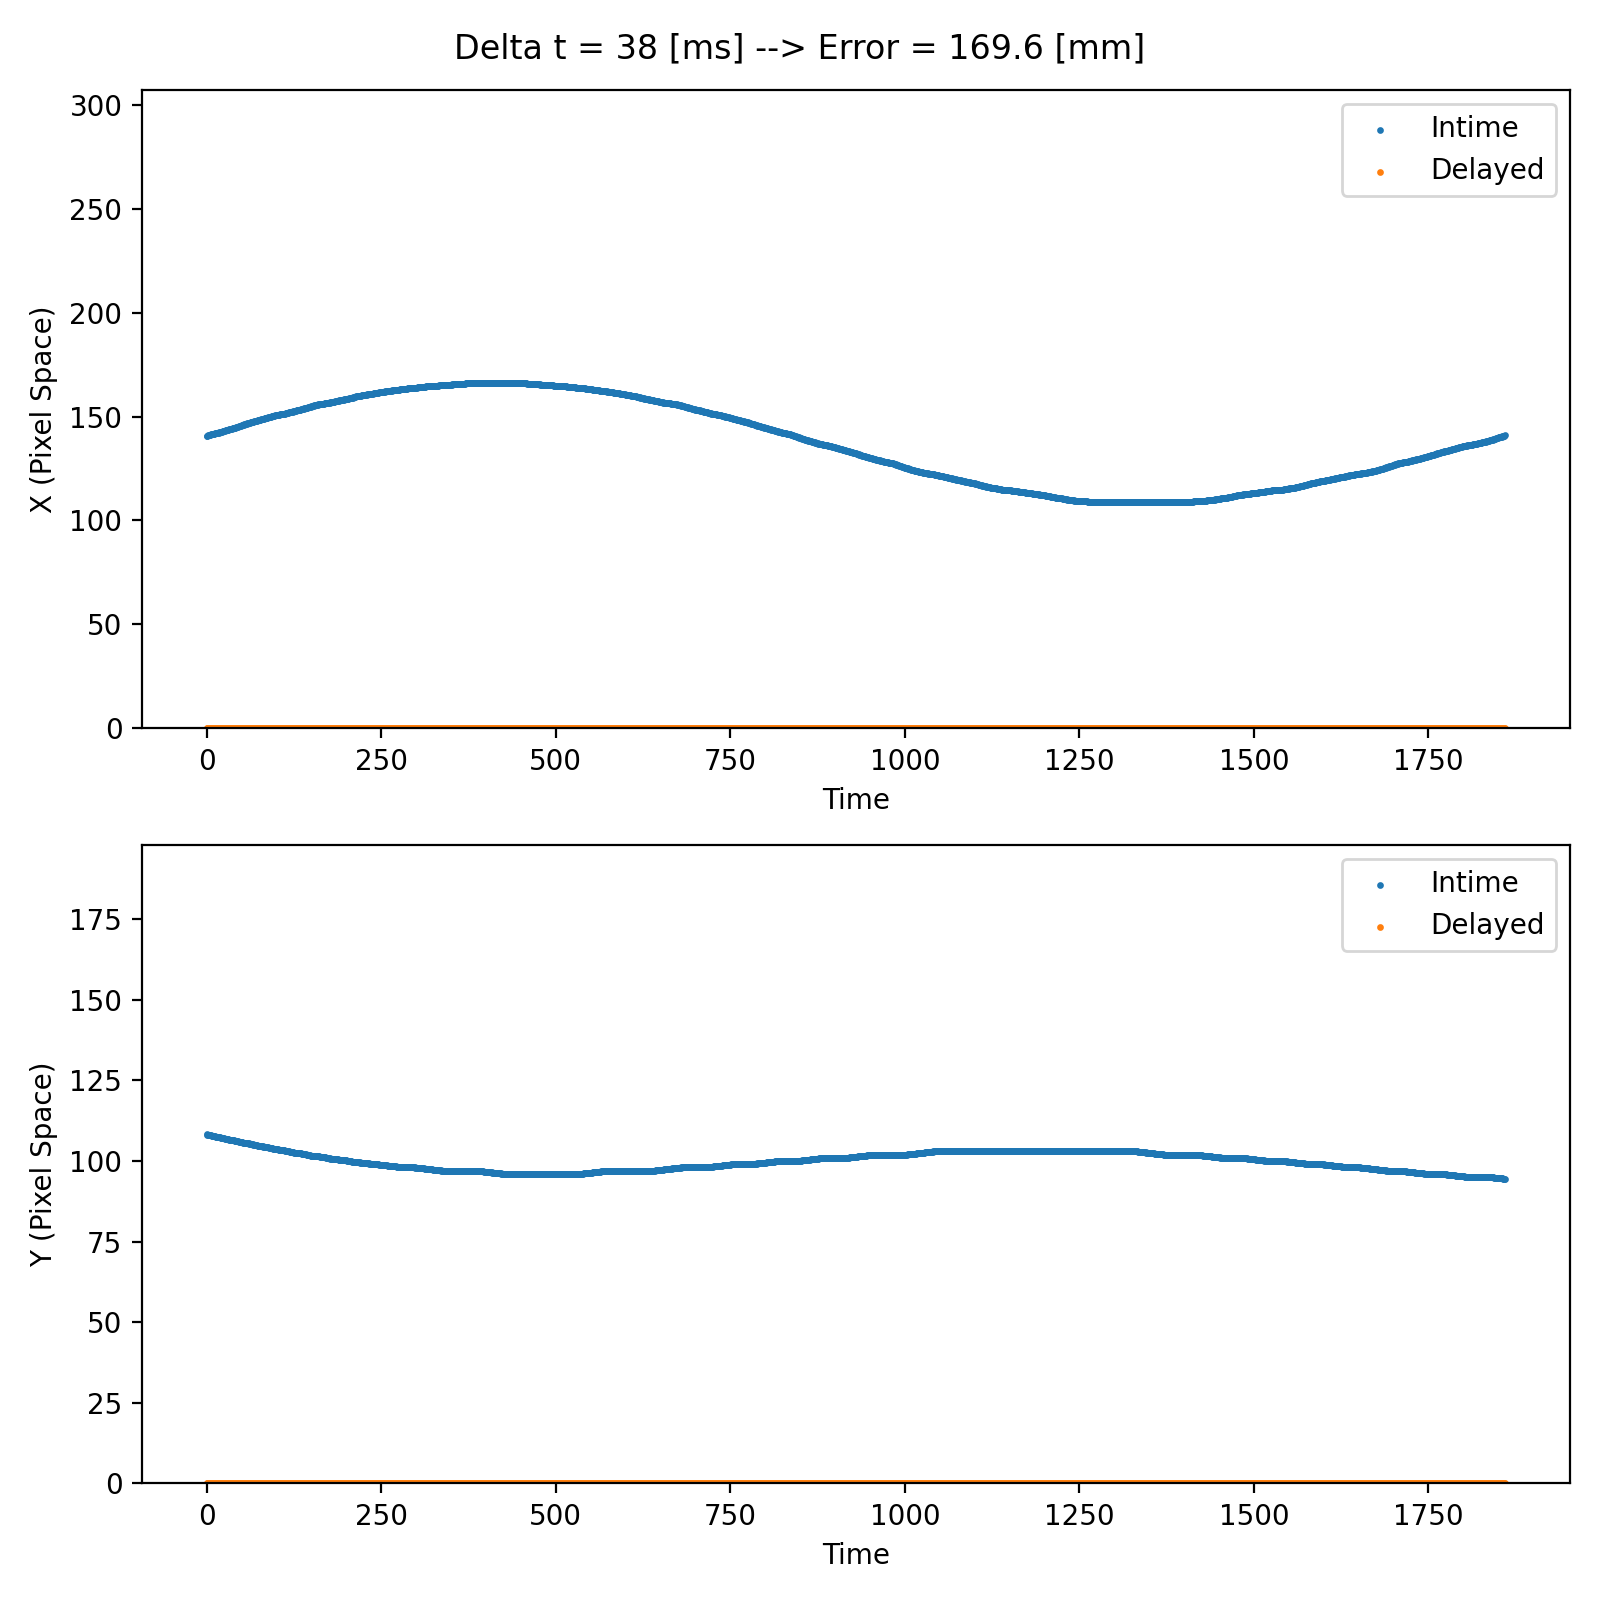 Delta t = 38 [ms] --> Error = 169.6 [mm]
300
250
200
150
100
50
0
X (Pixel Space)
Intime
Delayed
0 250 500 750 1000 1250 1500 1750
Time
175
150
125
100
75
50
25
0
Y (Pixel Space)
Intime
Delayed
0 250 500 750 1000 1250 1500 1750
Time